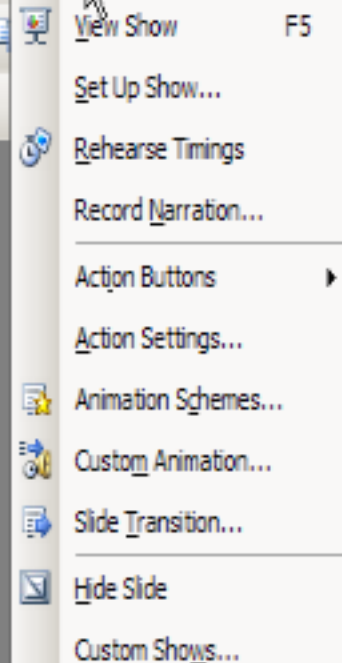 View Show F5
Set Up Show...
Rehearse Timings
Record Narration...
Action Buttons
Action Settings...
Animation Schemes...
Custom Animation...
Slide Transition...
Hide Slide
Custom Shows...